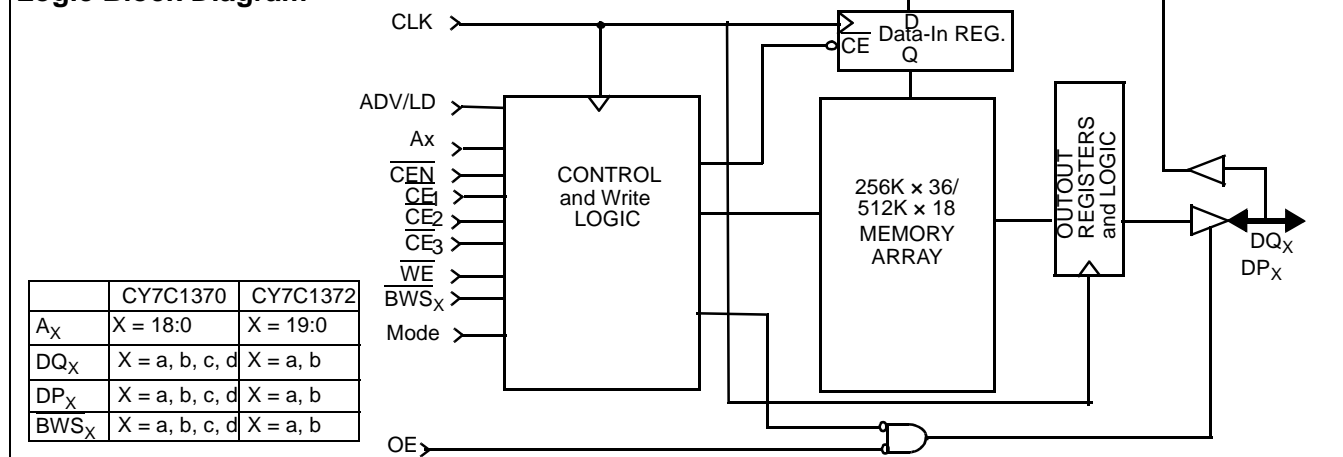 Logic Block Diagram
CLK
D
CE Data-In REG.
Q
ADV/LD
Ax
CEN
CE1
CE2
CE3
WE
BWSX
Mode
CONTROL
and Write
LOGIC
256K × 36/
512K × 18
MEMORY
ARRAY
OUTOUT
REGISTERS
and LOGIC
DQX
DPX
CY7C1370 CY7C1372
AX X = 18:0 X = 19:0
DQX X = a, b, c, d X = a, b
DPX X = a, b, c, d X = a, b
BWSX X = a, b, c, d X = a, b
OE